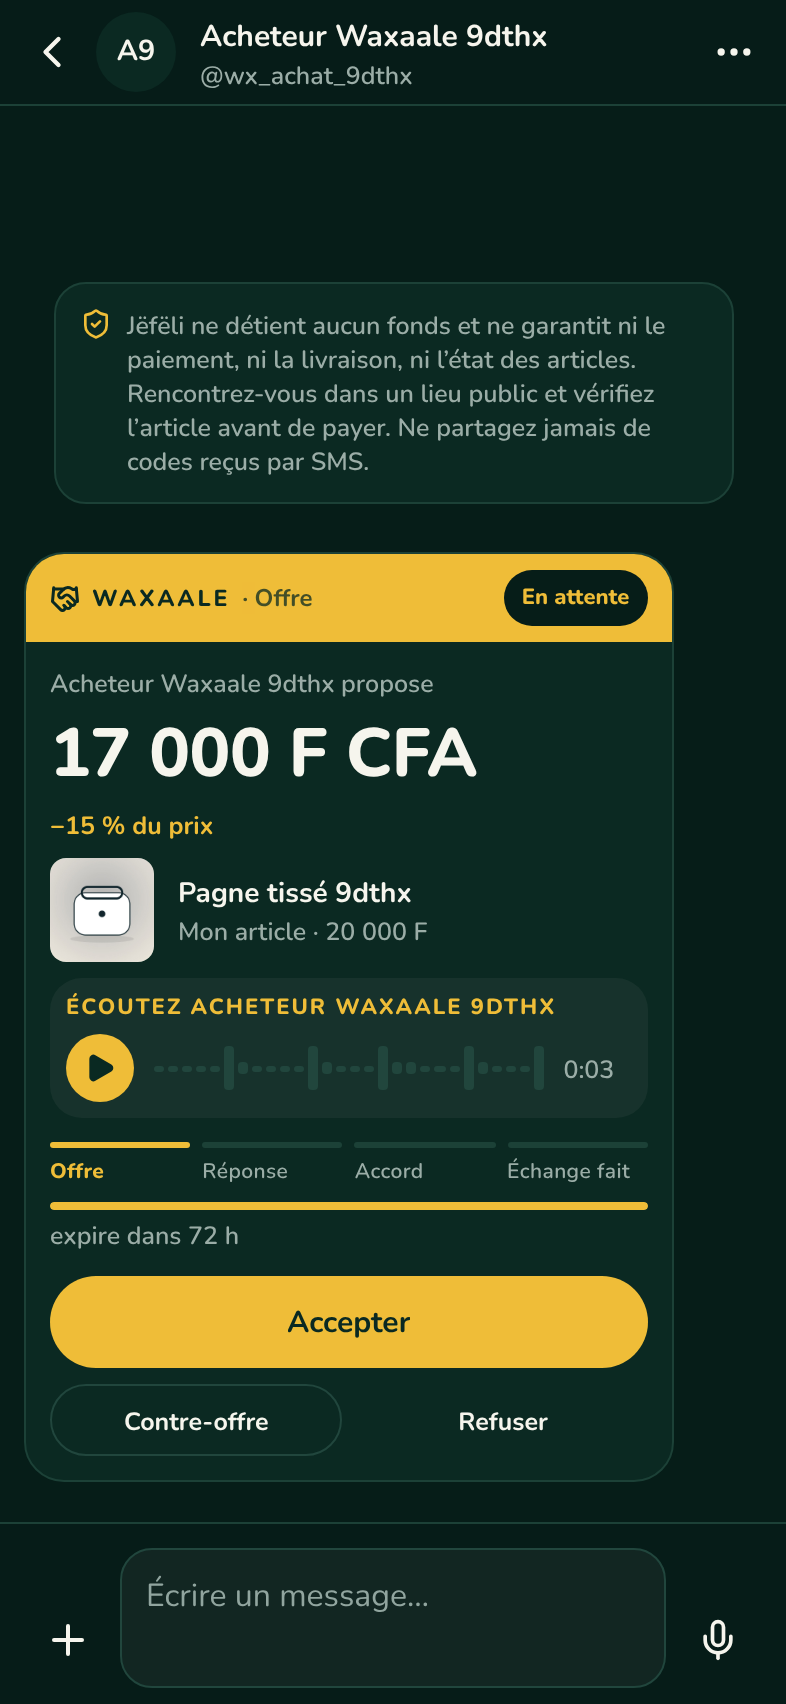 A9
Acheteur Waxaale 9dthx
@wx_achat_9dthx
Jëfëli ne détient aucun fonds et ne garantit ni le
paiement, ni la livraison, ni l’état des articles.
Rencontrez-vous dans un lieu public et vérifiez
l’article avant de payer. Ne partagez jamais de
codes reçus par SMS.
WAXAALE · Offre
En attente
Acheteur Waxaale 9dthx propose
17 000 F CFA
−15 % du prix
Pagne tissé 9dthx
Mon article · 20 000 F
ÉCOUTEZ ACHETEUR WAXAALE 9DTHX
0:03
Offre Réponse Accord Échange fait
expire dans 72 h
Accepter
Contre-offre Refuser
Écrire un message…